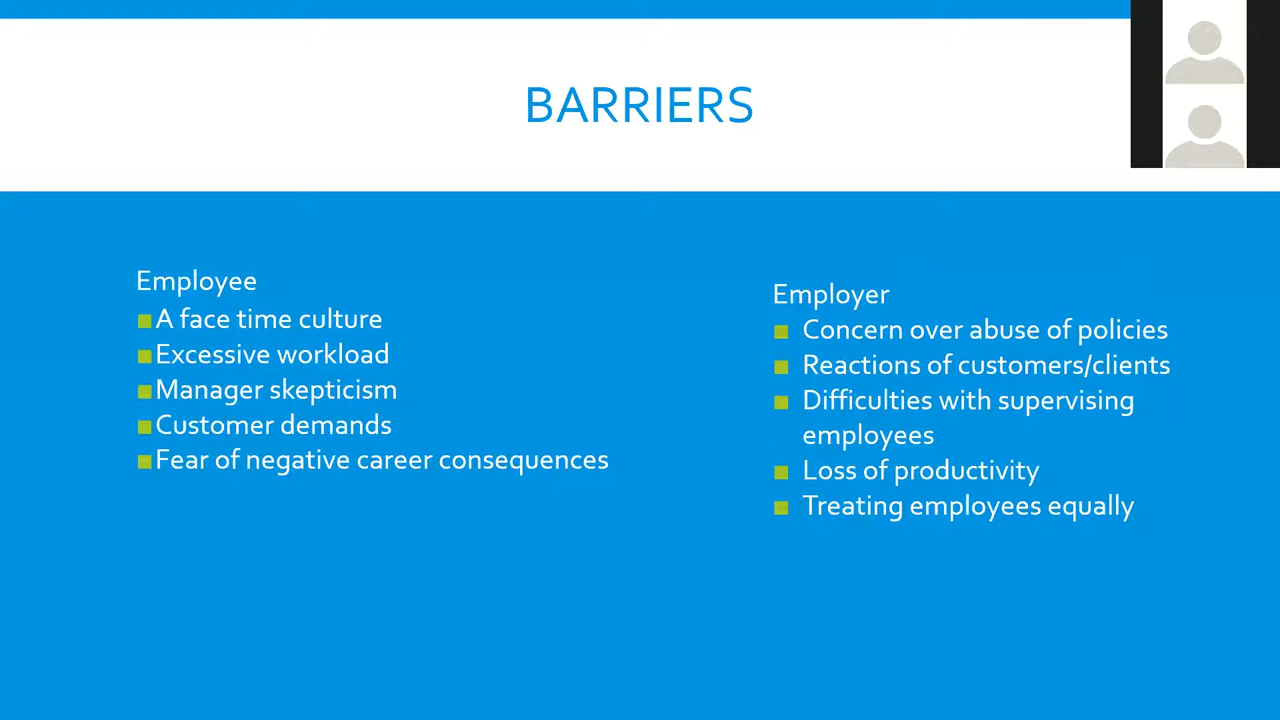 BARRIERS
Employee
A face time culture
Excessive workload
Manager skepticism
Customer demands
Fear of negative career consequences
Employer
Concern over abuse of policies
Reactions of customers/clients
Difficulties with supervising
employees
Loss of productivity
Treating employees equally